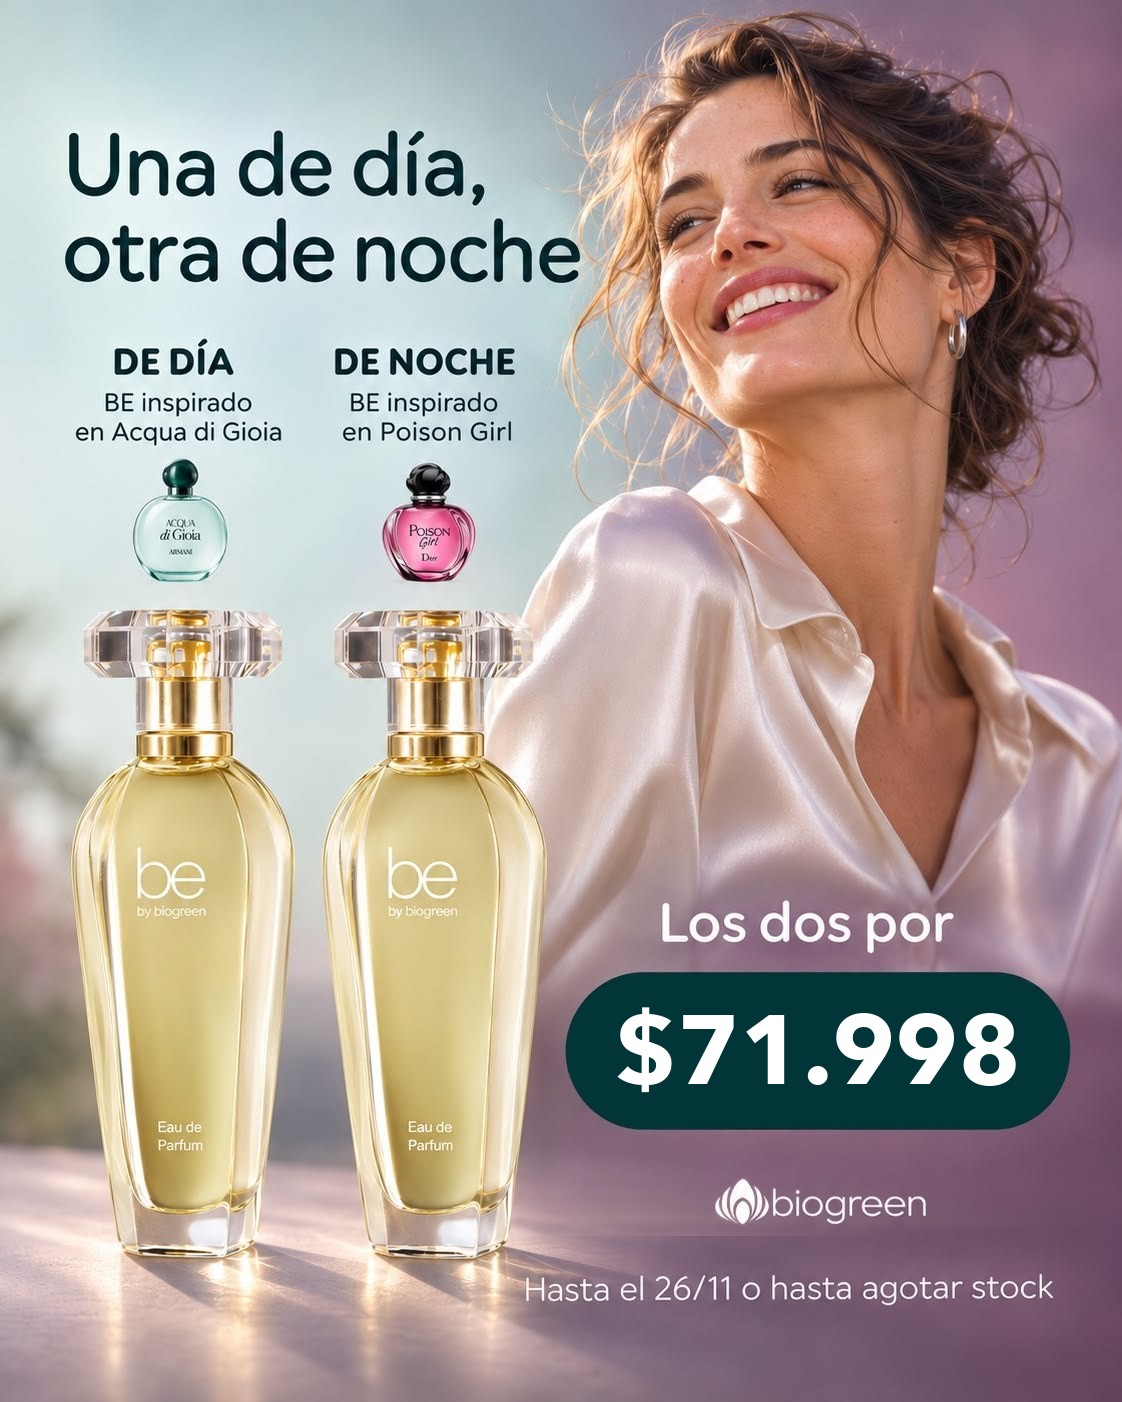 Una de día,
otra de noche
DE DÍA
BE inspirado
en Acqua di Gioia
DE NOCHE
BE inspirado
en Poison Girl
ACQUA
di Gioia
ARMANI
POISON
Girl
Dior
be
by biogreen
Eau de
Parfum
be
by biogreen
Eau de
Parfum
Los dos por
$71.998
biogreen
Hasta el 26/11 o hasta agotar stock